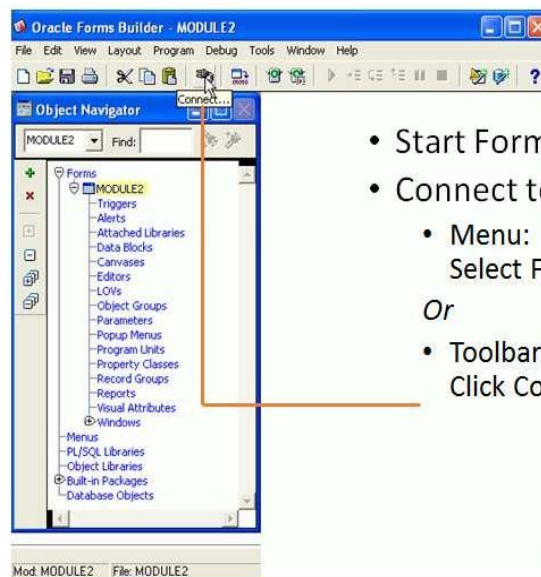 Oracle Forms Builder - MODULE2
File Edit View Layout Program Debug Tools Window Help
Connect...
Object Navigator
MODULE2 Find:
Forms
MODULE2
Triggers
Alerts
Attached Libraries
Data Blocks
Canvases
Editors
LOVs
Object Groups
Parameters
Popup Menus
Program Units
Property Classes
Record Groups
Reports
Visual Attributes
Windows
Menus
PL/SQL Libraries
Object Libraries
Built-in Packages
Database Objects
Mod: MODULE2 File: MODULE2
• Start Form
• Connect to
• Menu:
Select F
Or
• Toolbar
Click Co